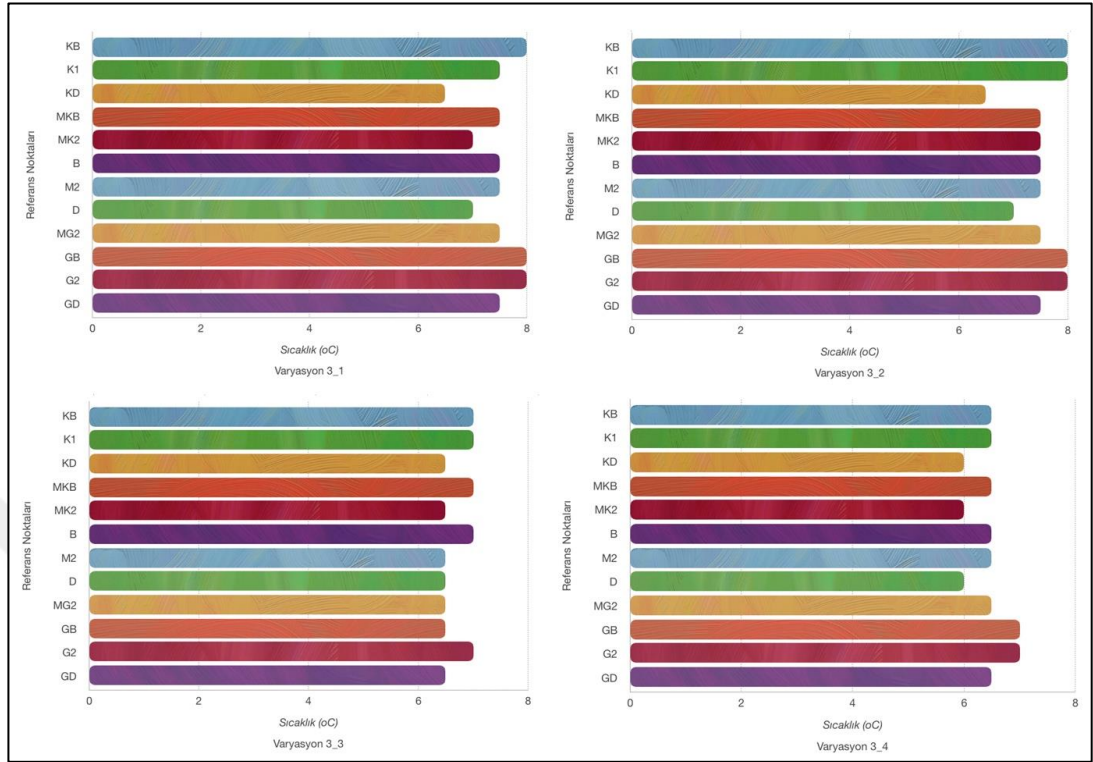 Referans Noktaları
KB
K1
KD
MKB
MK2
B
M2
D
MG2
GB
G2
GD
0 2 4 6 8
Sıcaklık (oC)
Varyasyon 3_1
Referans Noktaları
KB
K1
KD
MKB
MK2
B
M2
D
MG2
GB
G2
GD
0 2 4 6 8
Sıcaklık (oC)
Varyasyon 3_2
Referans Noktaları
KB
K1
KD
MKB
MK2
B
M2
D
MG2
GB
G2
GD
0 2 4 6 8
Sıcaklık (oC)
Varyasyon 3_3
Referans Noktaları
KB
K1
KD
MKB
MK2
B
M2
D
MG2
GB
G2
GD
0 2 4 6 8
Sıcaklık (oC)
Varyasyon 3_4